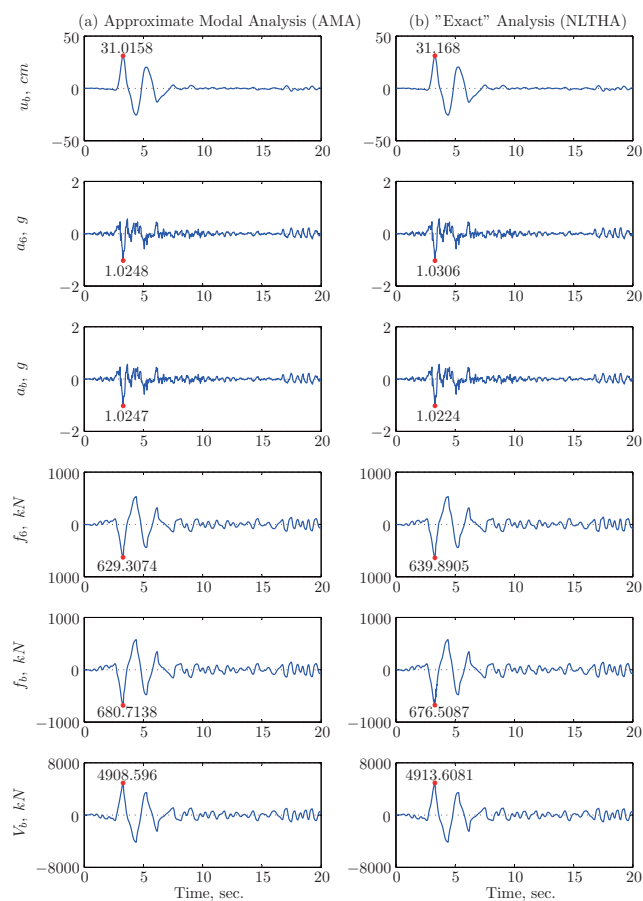 (a) Approximate Modal Analysis (AMA)
(b) "Exact" Analysis (NLTHA)
u_b, cm
50
0
−50
31.0158
0 5 10 15 20
50
0
−50
31.168
0 5 10 15 20
a_6, g
2
0
−2
1.0248
0 5 10 15 20
2
0
−2
1.0306
0 5 10 15 20
a_b, g
2
0
−2
1.0247
0 5 10 15 20
2
0
−2
1.0224
0 5 10 15 20
f_6, kN
1000
0
1000
629.3074
0 5 10 15 20
1000
0
1000
639.8905
0 5 10 15 20
f_b, kN
1000
0
−1000
680.7138
0 5 10 15 20
1000
0
−1000
676.5087
0 5 10 15 20
V_b, kN
8000
0
−8000
4908.596
0 5 10 15 20
Time, sec.
8000
0
−8000
4913.6081
0 5 10 15 20
Time, sec.